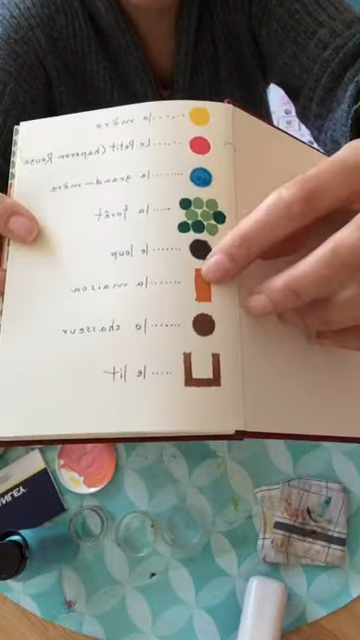 ...... la mère
...... le Petit Chaperon Rouge
...... la grand-mère
.... la forêt
...... le loup
...... la maison
...... le chasseur
..... le lit